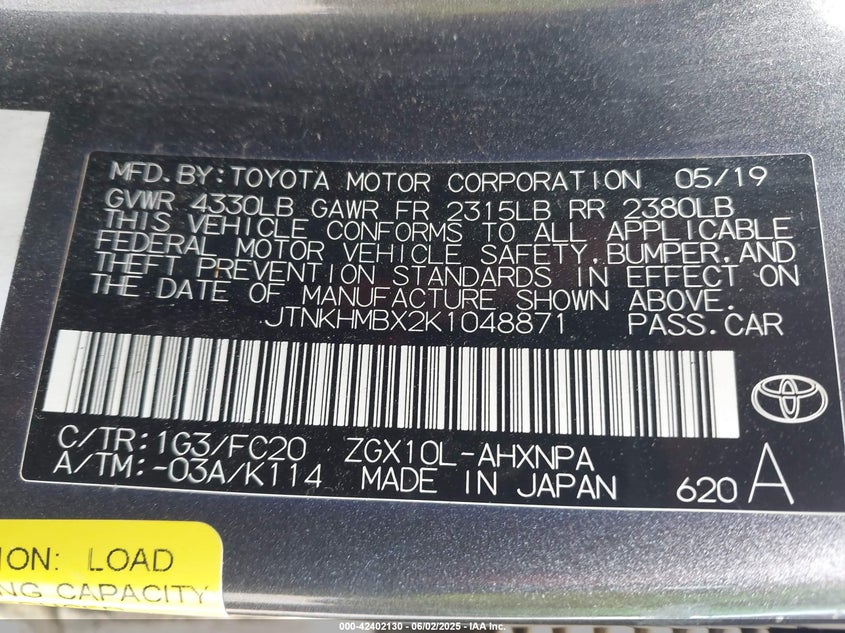 MFD.BY:TOYOTA MOTOR CORPORATION 05/19
GVWR 4330LB GAWR FR 2315LB RR 2380LB
THIS VEHICLE CONFORMS TO ALL APPLICABLE
FEDERAL MOTOR VEHICLE SAFETY,BUMPER,AND
THEFT PREVENTION STANDARDS IN EFFECT ON
THE DATE OF MANUFACTURE SHOWN ABOVE.
JTNKHMBX2K1048871 PASS.CAR
C/TR:1G3/FC20 ZGX10L-AHXNPA
A/TM:-03A/K114 MADE IN JAPAN 620 A
ION: LOAD
NG CAPACITY
000-42402130 - 06/02/2025 - IAA Inc.